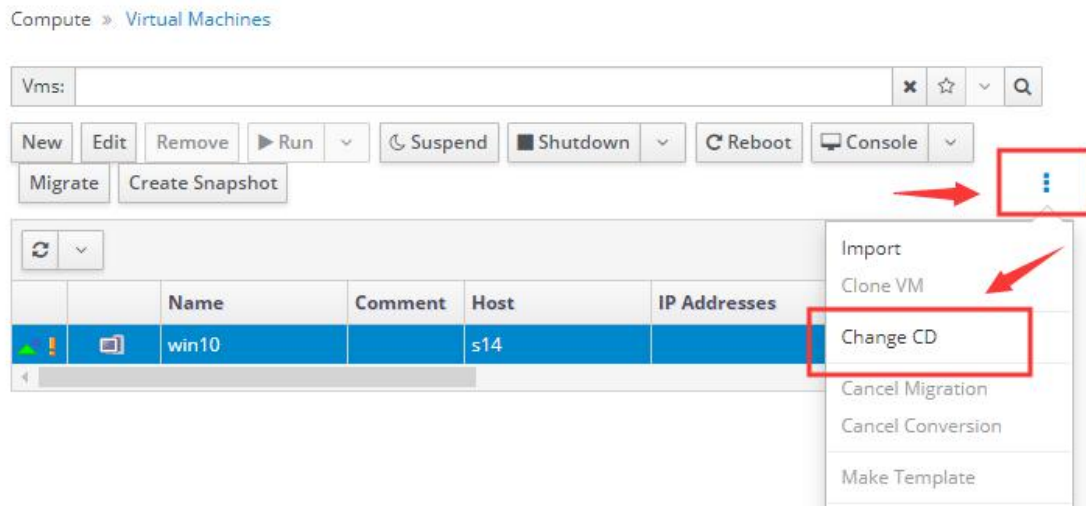 Compute » Virtual Machines
Vms:
New Edit Remove Run Suspend Shutdown Reboot Console
Migrate Create Snapshot
Import
Clone VM
Name Comment Host IP Addresses
Change CD
win10 s14
Cancel Migration
Cancel Conversion
Make Template